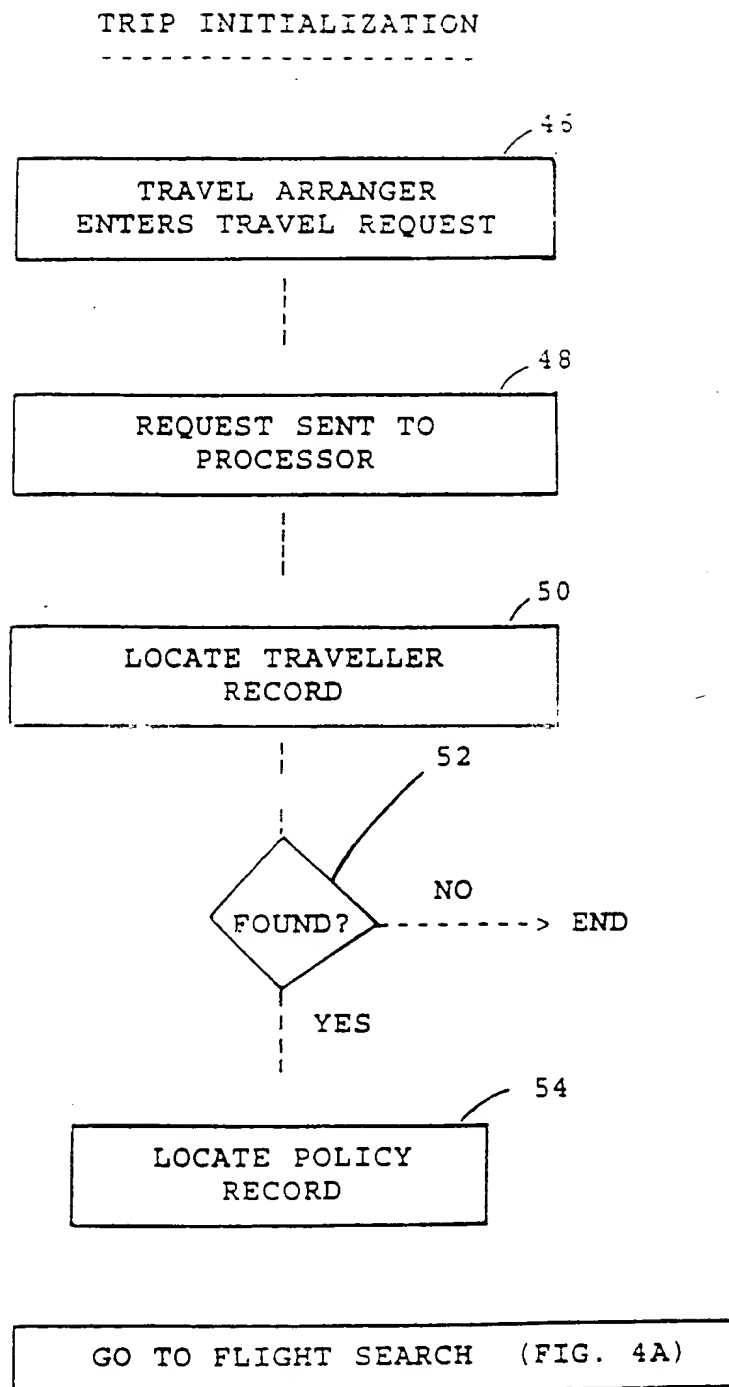 TRIP INITIALIZATION
46
TRAVEL ARRANGER
ENTERS TRAVEL REQUEST
48
REQUEST SENT TO
PROCESSOR
50
LOCATE TRAVELLER
RECORD
52
NO
FOUND?
END
YES
54
LOCATE POLICY
RECORD
GO TO FLIGHT SEARCH (FIG. 4A)